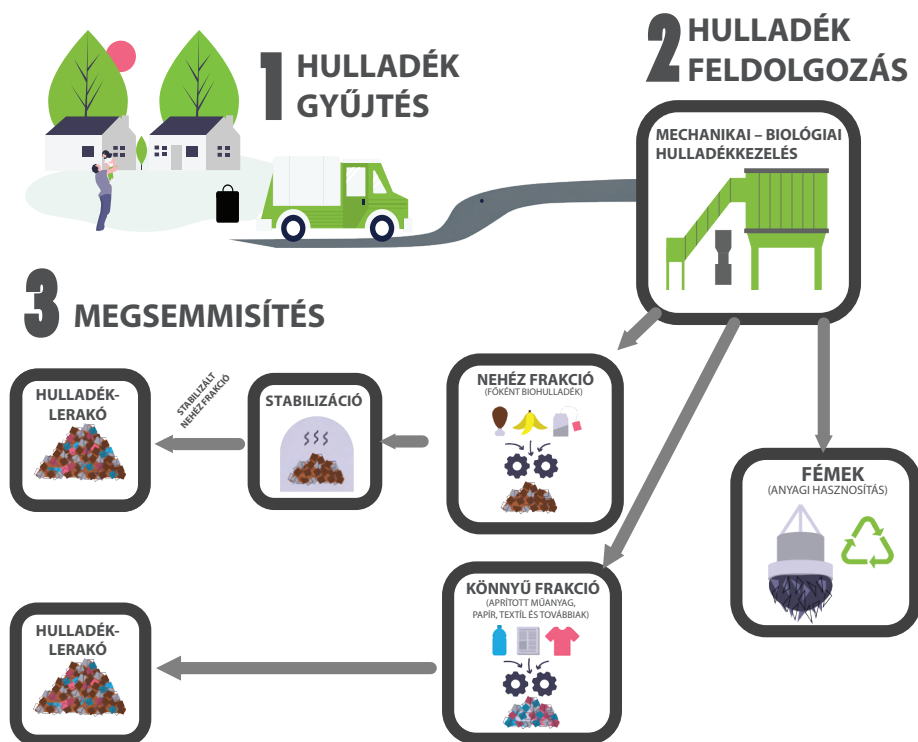 1 HULLADÉK
GYŰJTÉS
2 HULLADÉK
FELDOLGOZÁS
MECHANIKAI – BIOLÓGIAI
HULLADÉKKEZELÉS
3 MEGSEMMISÍTÉS
HULLADÉK-
LERAKÓ
STABILIZÁLT
NEHÉZ FRAKCIÓ
STABILIZÁCIÓ
NEHÉZ FRAKCIÓ
(FŐKÉNT BIOHULLADÉK)
FÉMEK
(ANYAGI HASZNOSÍTÁS)
HULLADÉK-
LERAKÓ
KÖNNYŰ FRAKCIÓ
(APRÍTOTT MŰANYAG,
PAPÍR, TEXTÍL ÉS TOVÁBBIAK)